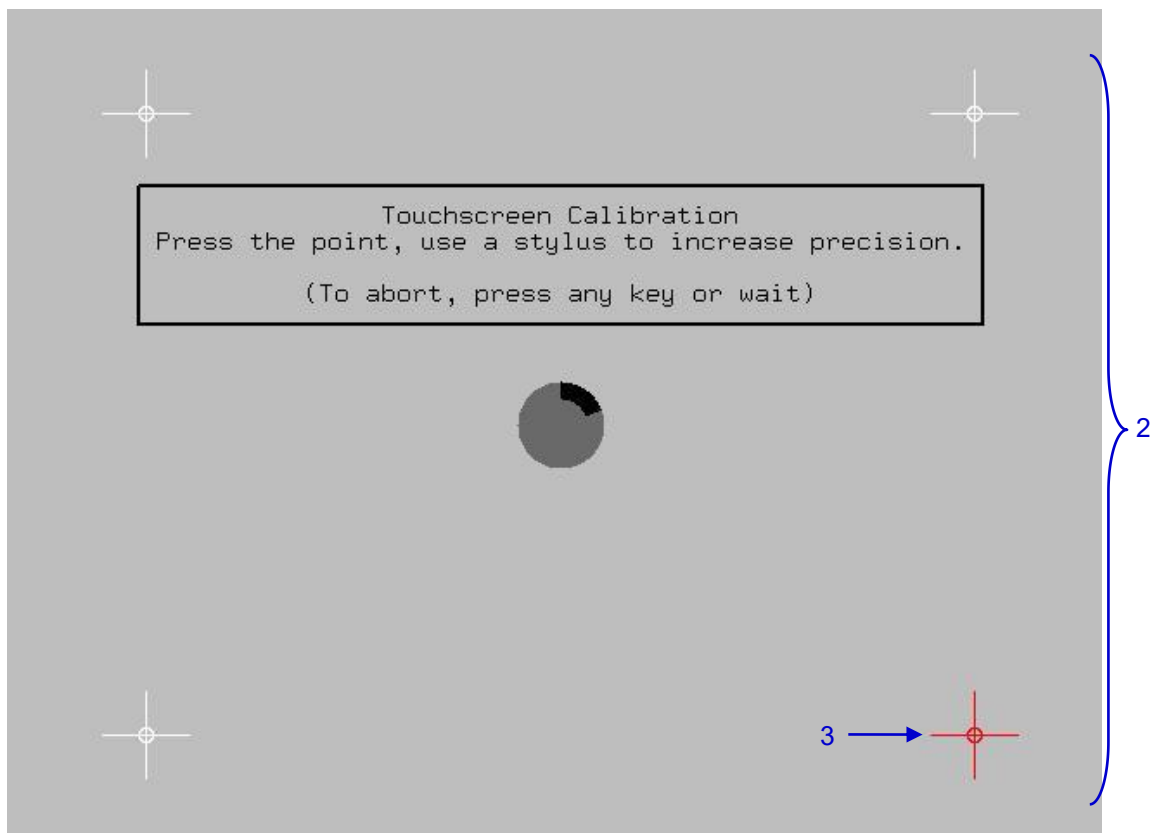 Touchscreen Calibration
Press the point, use a stylus to increase precision.
(To abort, press any key or wait)
2
3